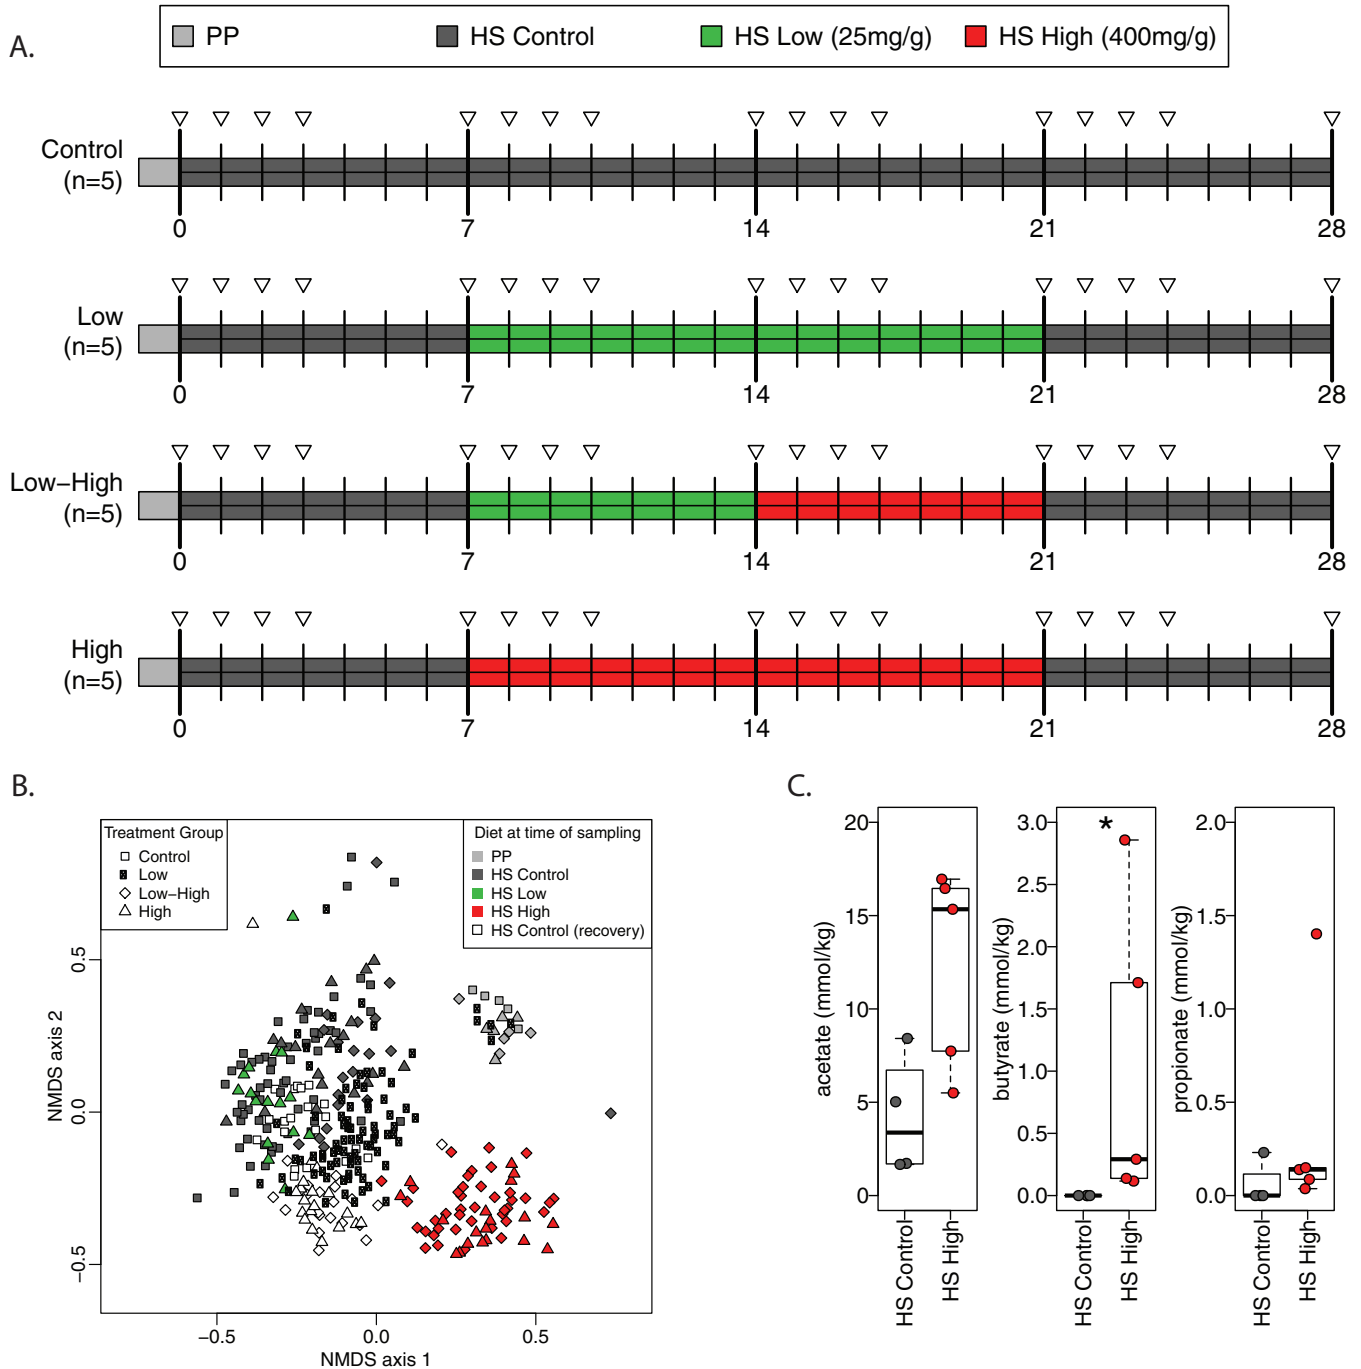 A.
PP
HS Control
HS Low (25mg/g)
HS High (400mg/g)
Control
(n=5)
0 7 14 21 28
Low
(n=5)
0 7 14 21 28
Low–High
(n=5)
0 7 14 21 28
High
(n=5)
0 7 14 21 28
B.
Treatment Group
Control
Low
Low–High
High
Diet at time of sampling
PP
HS Control
HS Low
HS High
HS Control (recovery)
NMDS axis 2
0.5
0.0
−0.5
−0.5 0.0 0.5
NMDS axis 1
C.
acetate (mmol/kg)
20
15
10
5
0
HS Control
HS High
butyrate (mmol/kg)
3.0
2.5
2.0
1.5
1.0
0.5
0.0
*
HS Control
HS High
propionate (mmol/kg)
2.0
1.5
1.0
0.5
0.0
HS Control
HS High